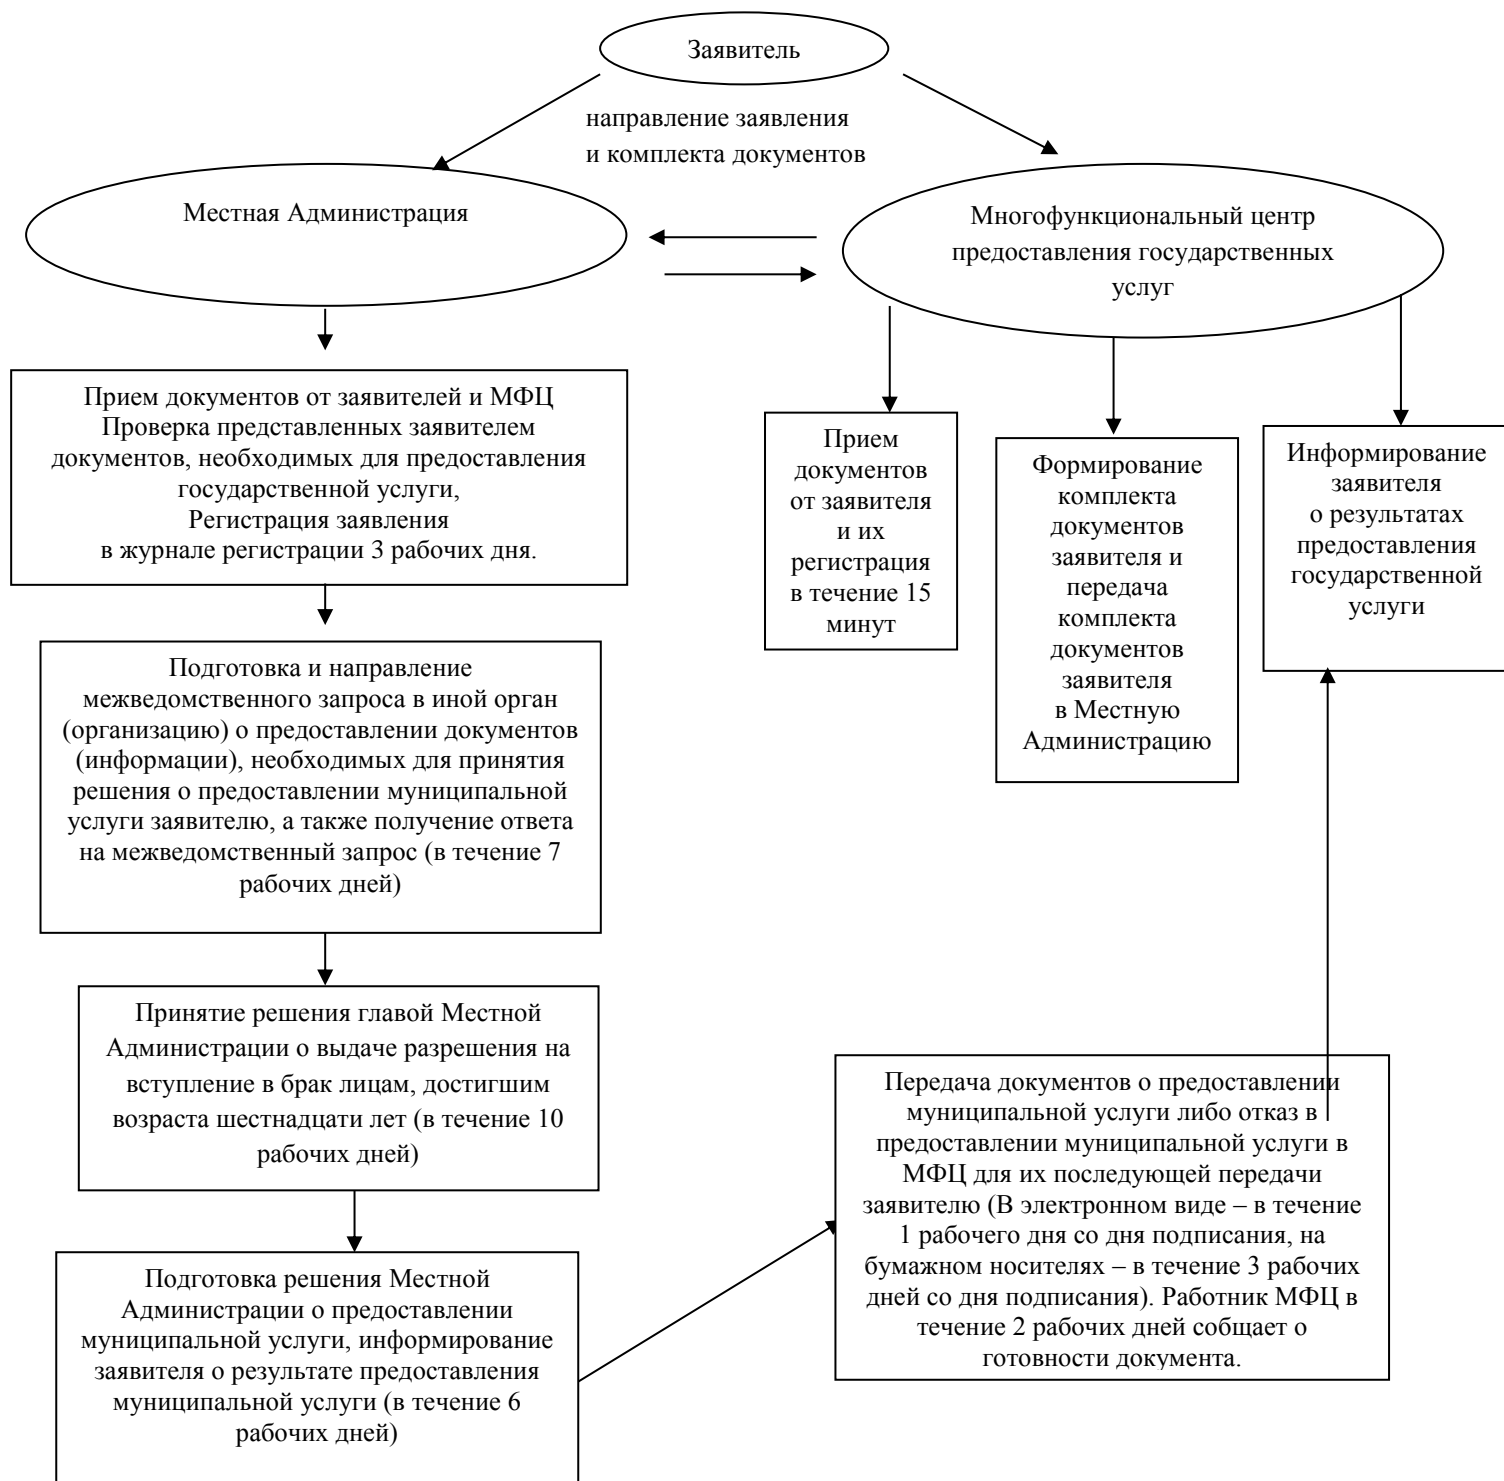 Заявитель
направление заявления
и комплекта документов
Местная Администрация
Многофункциональный центр
предоставления государственных
услуг
Прием документов от заявителей и МФЦ
Проверка представленных заявителем
документов, необходимых для предоставления
государственной услуги,
Регистрация заявления
в журнале регистрации 3 рабочих дня.
Прием
документов
от заявителя
и их
регистрация
в течение 15
минут
Формирование
комплекта
документов
заявителя и
передача
комплекта
документов
заявителя
в Местную
Администрацию
Информирование
заявителя
о результатах
предоставления
государственной
услуги
Подготовка и направление
межведомственного запроса в иной орган
(организацию) о предоставлении документов
(информации), необходимых для принятия
решения о предоставлении муниципальной
услуги заявителю, а также получение ответа
на межведомственный запрос (в течение 7
рабочих дней)
Принятие решения главой Местной
Администрации о выдаче разрешения на
вступление в брак лицам, достигшим
возраста шестнадцати лет (в течение 10
рабочих дней)
Подготовка решения Местной
Администрации о предоставлении
муниципальной услуги, информирование
заявителя о результате предоставления
муниципальной услуги (в течение 6
рабочих дней)
Передача документов о предоставлении
муниципальной услуги либо отказ в
предоставлении муниципальной услуги в
МФЦ для их последующей передачи
заявителю (В электронном виде – в течение
1 рабочего дня со дня подписания, на
бумажном носителях – в течение 3 рабочих
дней со дня подписания). Работник МФЦ в
течение 2 рабочих дней собщает о
готовности документа.